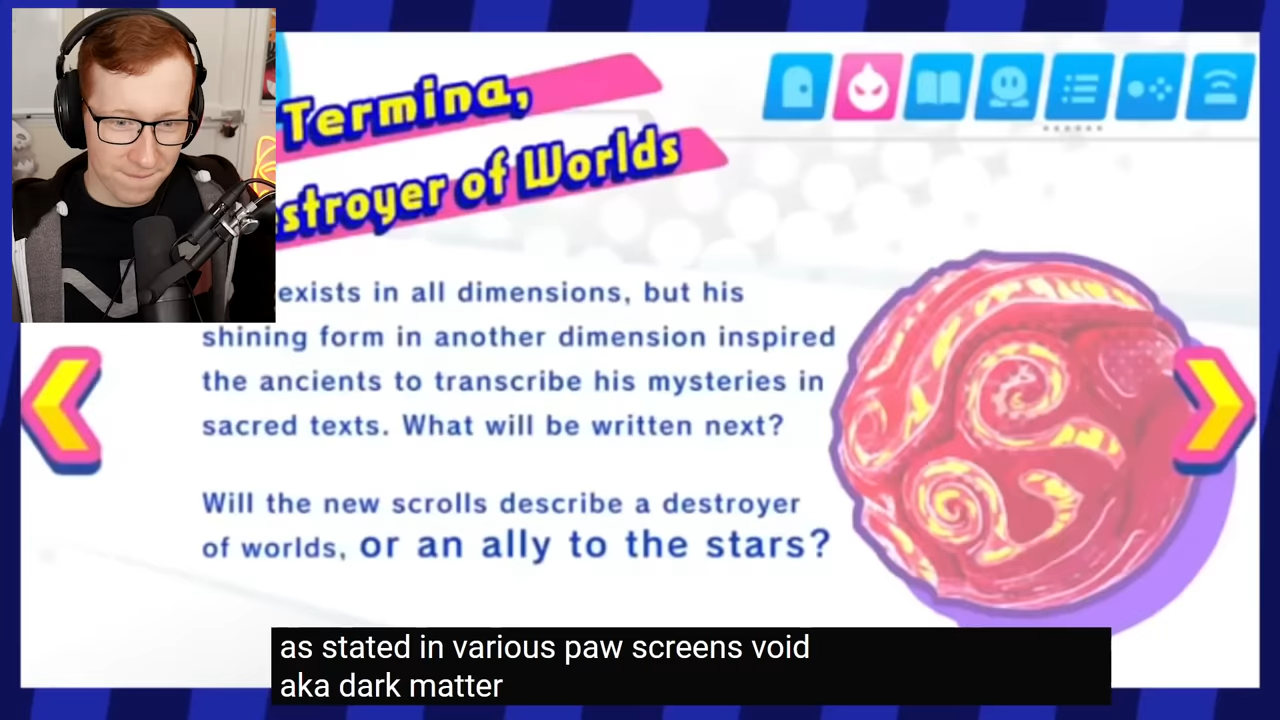 Termina,
stroyer of Worlds
exists in all dimensions, but his
shining form in another dimension inspired
the ancients to transcribe his mysteries in
sacred texts. What will be written next?
Will the new scrolls describe a destroyer
of worlds, or an ally to the stars?
as stated in various paw screens void
aka dark matter